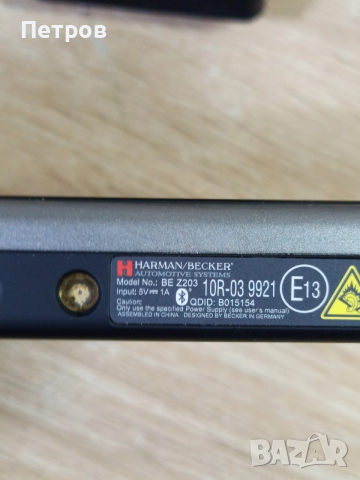 Петров
HARMAN/BECKER
AUTOMOTIVE SYSTEMS
Model No.: BE Z203
Input: 5V⎓1A
10R-03 9921
E13
QDID: B015154
Caution:
Only use the specified Power Supply (see user's manual)
ASSEMBLED IN CHINA DESIGNED BY BECKER IN GERMANY
BAZAR